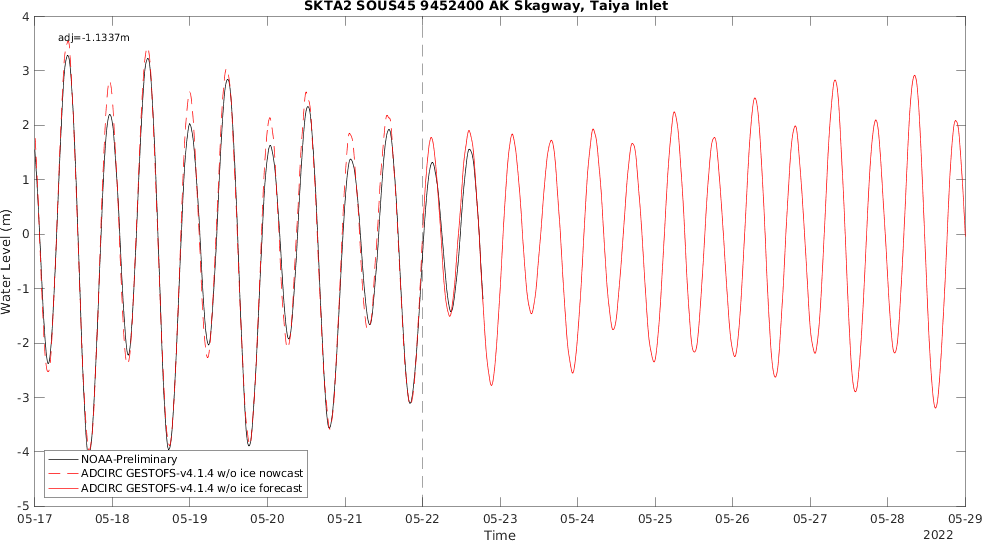 SKTA2 SOUS45 9452400 AK Skagway, Taiya Inlet
adj=-1.1337m
4
3
2
1
0
-1
-2
-3
-4
-5
Water Level (m)
NOAA-Preliminary
ADCIRC GESTOFS-v4.1.4 w/o ice nowcast
ADCIRC GESTOFS-v4.1.4 w/o ice forecast
05-17 05-18 05-19 05-20 05-21 05-22 05-23 05-24 05-25 05-26 05-27 05-28 05-29
Time
2022